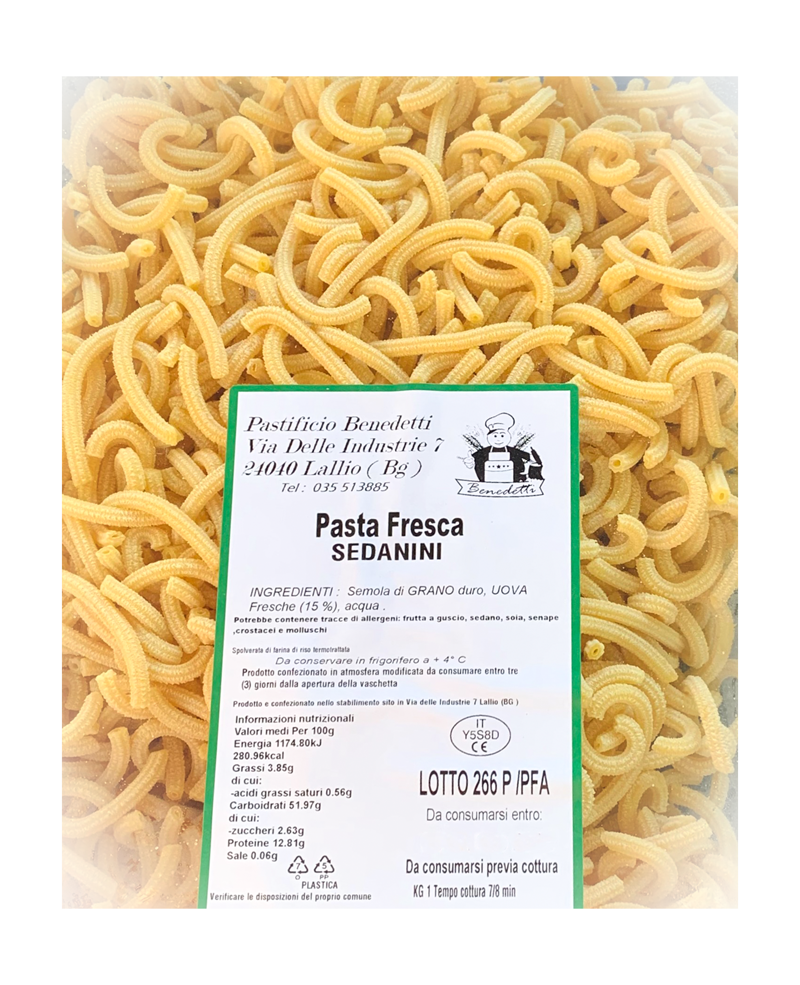 Pastificio Benedetti
Via Delle Industrie 7
24040 Lallio ( Bg )
Tel : 035 513885
Benedetti
Pasta Fresca
SEDANINI
INGREDIENTI : Semola di GRANO duro, UOVA
Fresche (15 %), acqua .
Potrebbe contenere tracce di allergeni: frutta a guscio, sedano, soia, senape
,crostacei e molluschi
Spolverata di farina di riso termotrattata
Da conservare in frigorifero a + 4° C
Prodotto confezionato in atmosfera modificata da consumare entro tre
(3) giorni dalla apertura della vaschetta
Prodotto e confezionato nello stabilimento sito in Via delle Industrie 7 Lallio (BG )
Informazioni nutrizionali
Valori medi Per 100g
Energia 1174.80kJ
280.96kcal
Grassi 3.85g
di cui:
-acidi grassi saturi 0.56g
Carboidrati 51.97g
di cui:
-zuccheri 2.63g
Proteine 12.81g
Sale 0.06g
IT
Y5S8D
CE
LOTTO 266 P /PFA
Da consumarsi entro:
7 5
O PP
PLASTICA
Verificare le disposizioni del proprio comune
Da consumarsi previa cottura
KG 1 Tempo cottura 7/8 min